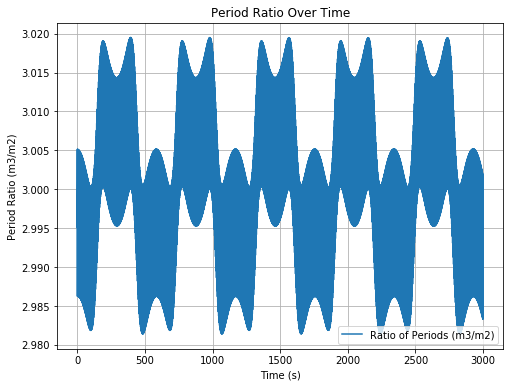 Period Ratio Over Time
Period Ratio (m3/m2)
3.020
3.015
3.010
3.005
3.000
2.995
2.990
2.985
2.980
0 500 1000 1500 2000 2500 3000
Time (s)
Ratio of Periods (m3/m2)